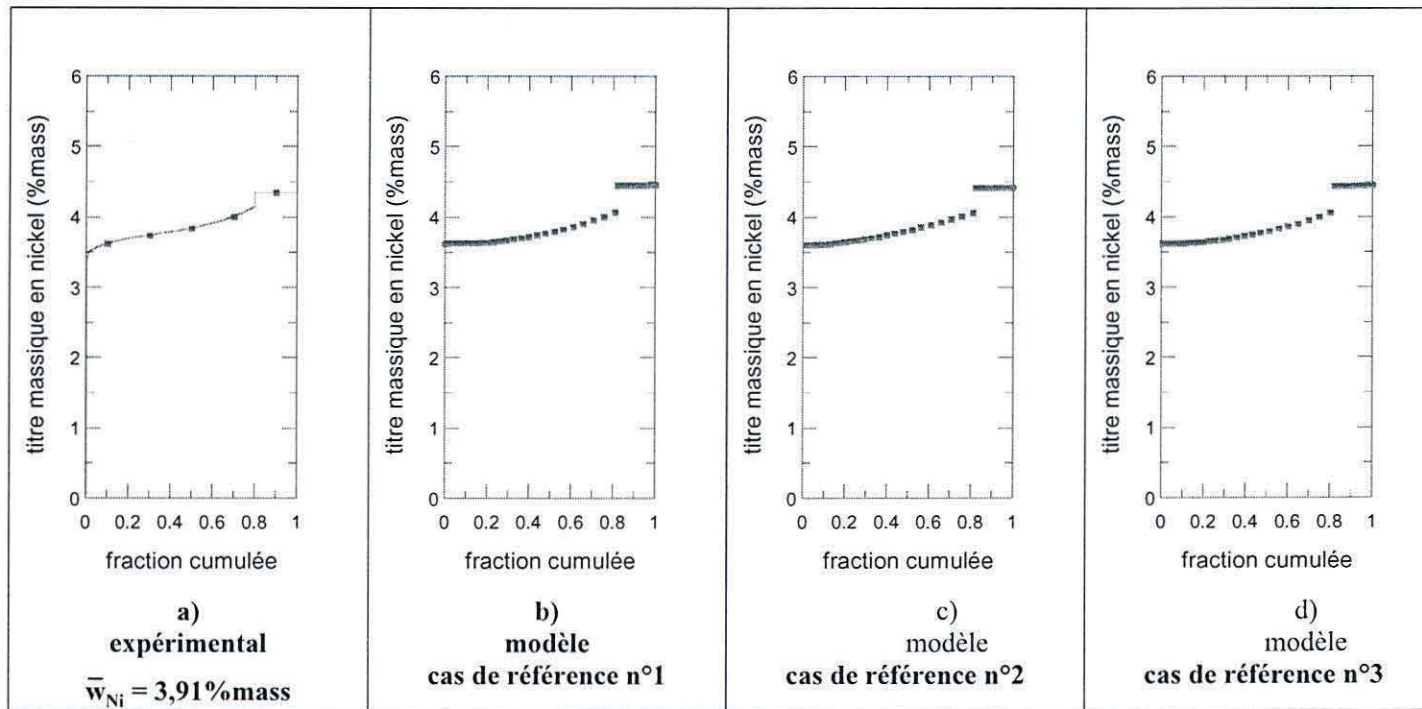 titre massique en nickel (%mass)
6
5
4
3
2
1
0
0 0.2 0.4 0.6 0.8 1
fraction cumulée
a)
expérimental
w̅Ni = 3,91%mass
titre massique en nickel (%mass)
6
5
4
3
2
1
0
0 0.2 0.4 0.6 0.8 1
fraction cumulée
b)
modèle
cas de référence n°1
titre massique en nickel (%mass)
6
5
4
3
2
1
0
0 0.2 0.4 0.6 0.8 1
fraction cumulée
c)
modèle
cas de référence n°2
titre massique en nickel (%mass)
6
5
4
3
2
1
0
0 0.2 0.4 0.6 0.8 1
fraction cumulée
d)
modèle
cas de référence n°3